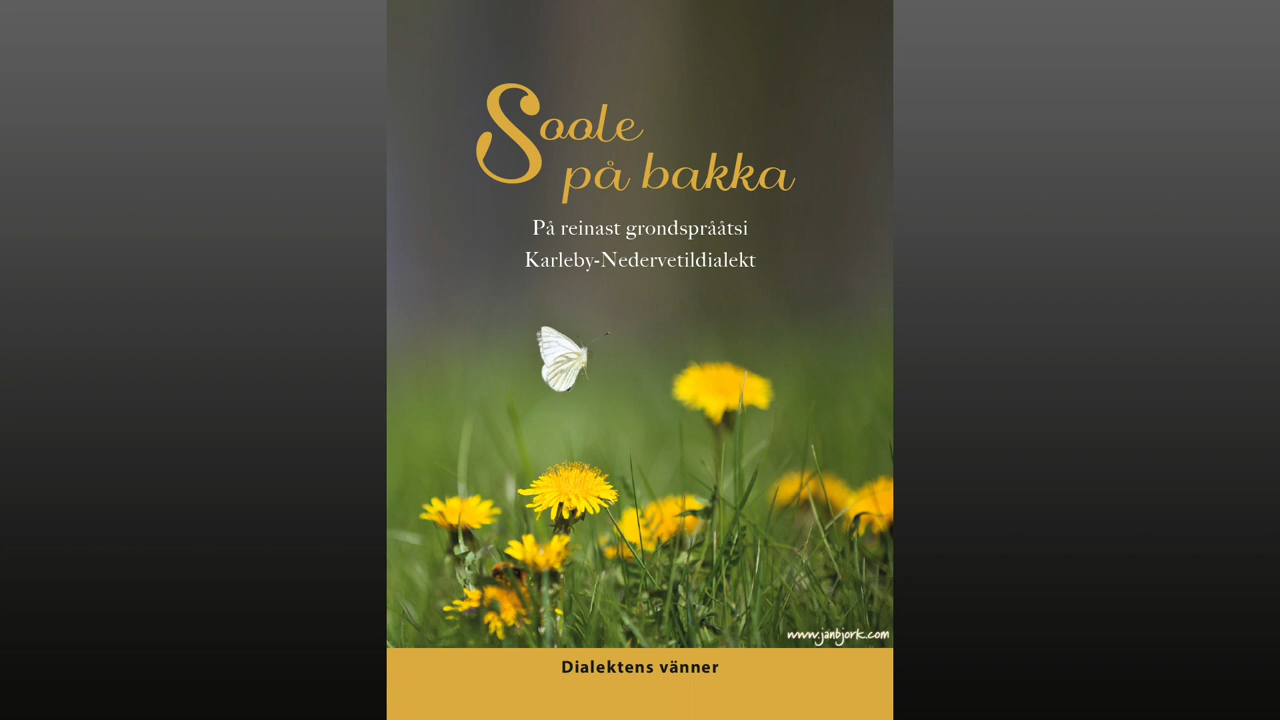 Soole
på bakka
På reinast grondsprååtsi
Karleby-Nedervetildialekt
www.janbjork.com
Dialektens vänner